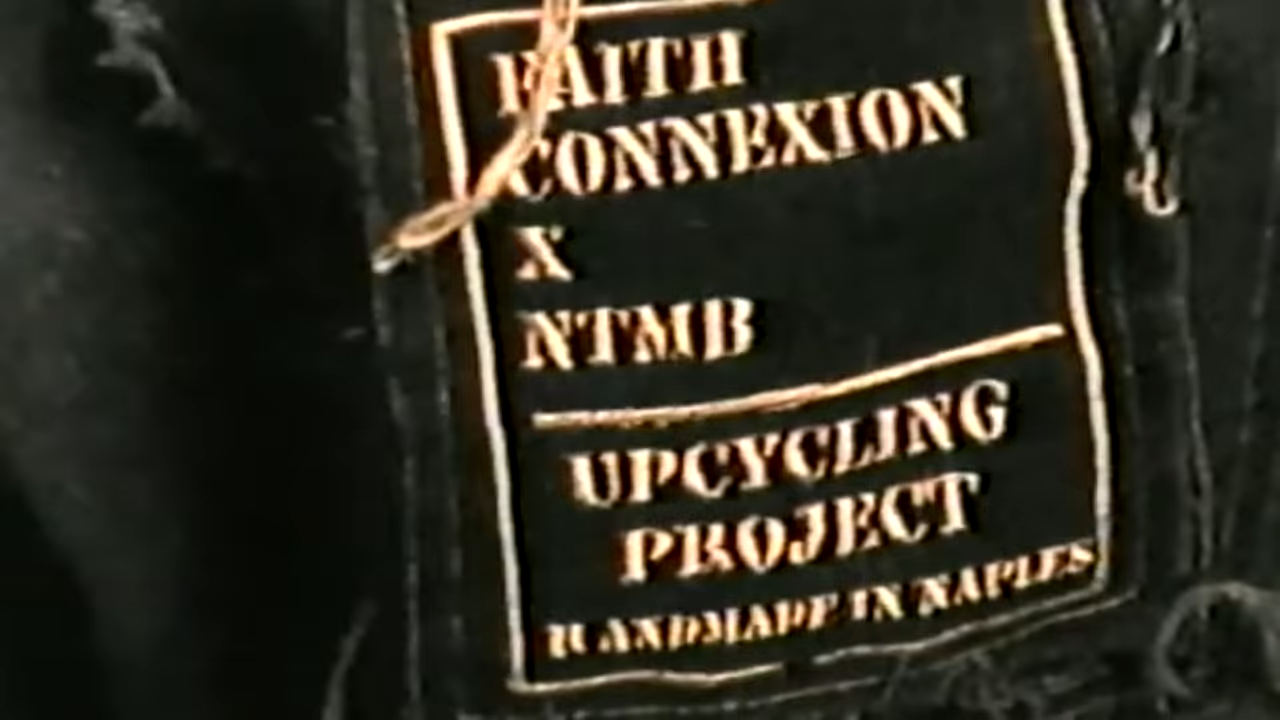 FAITH
CONNEXION
X
NTMB
UPCYCLING
PROJECT
HANDMADE IN NAPLES